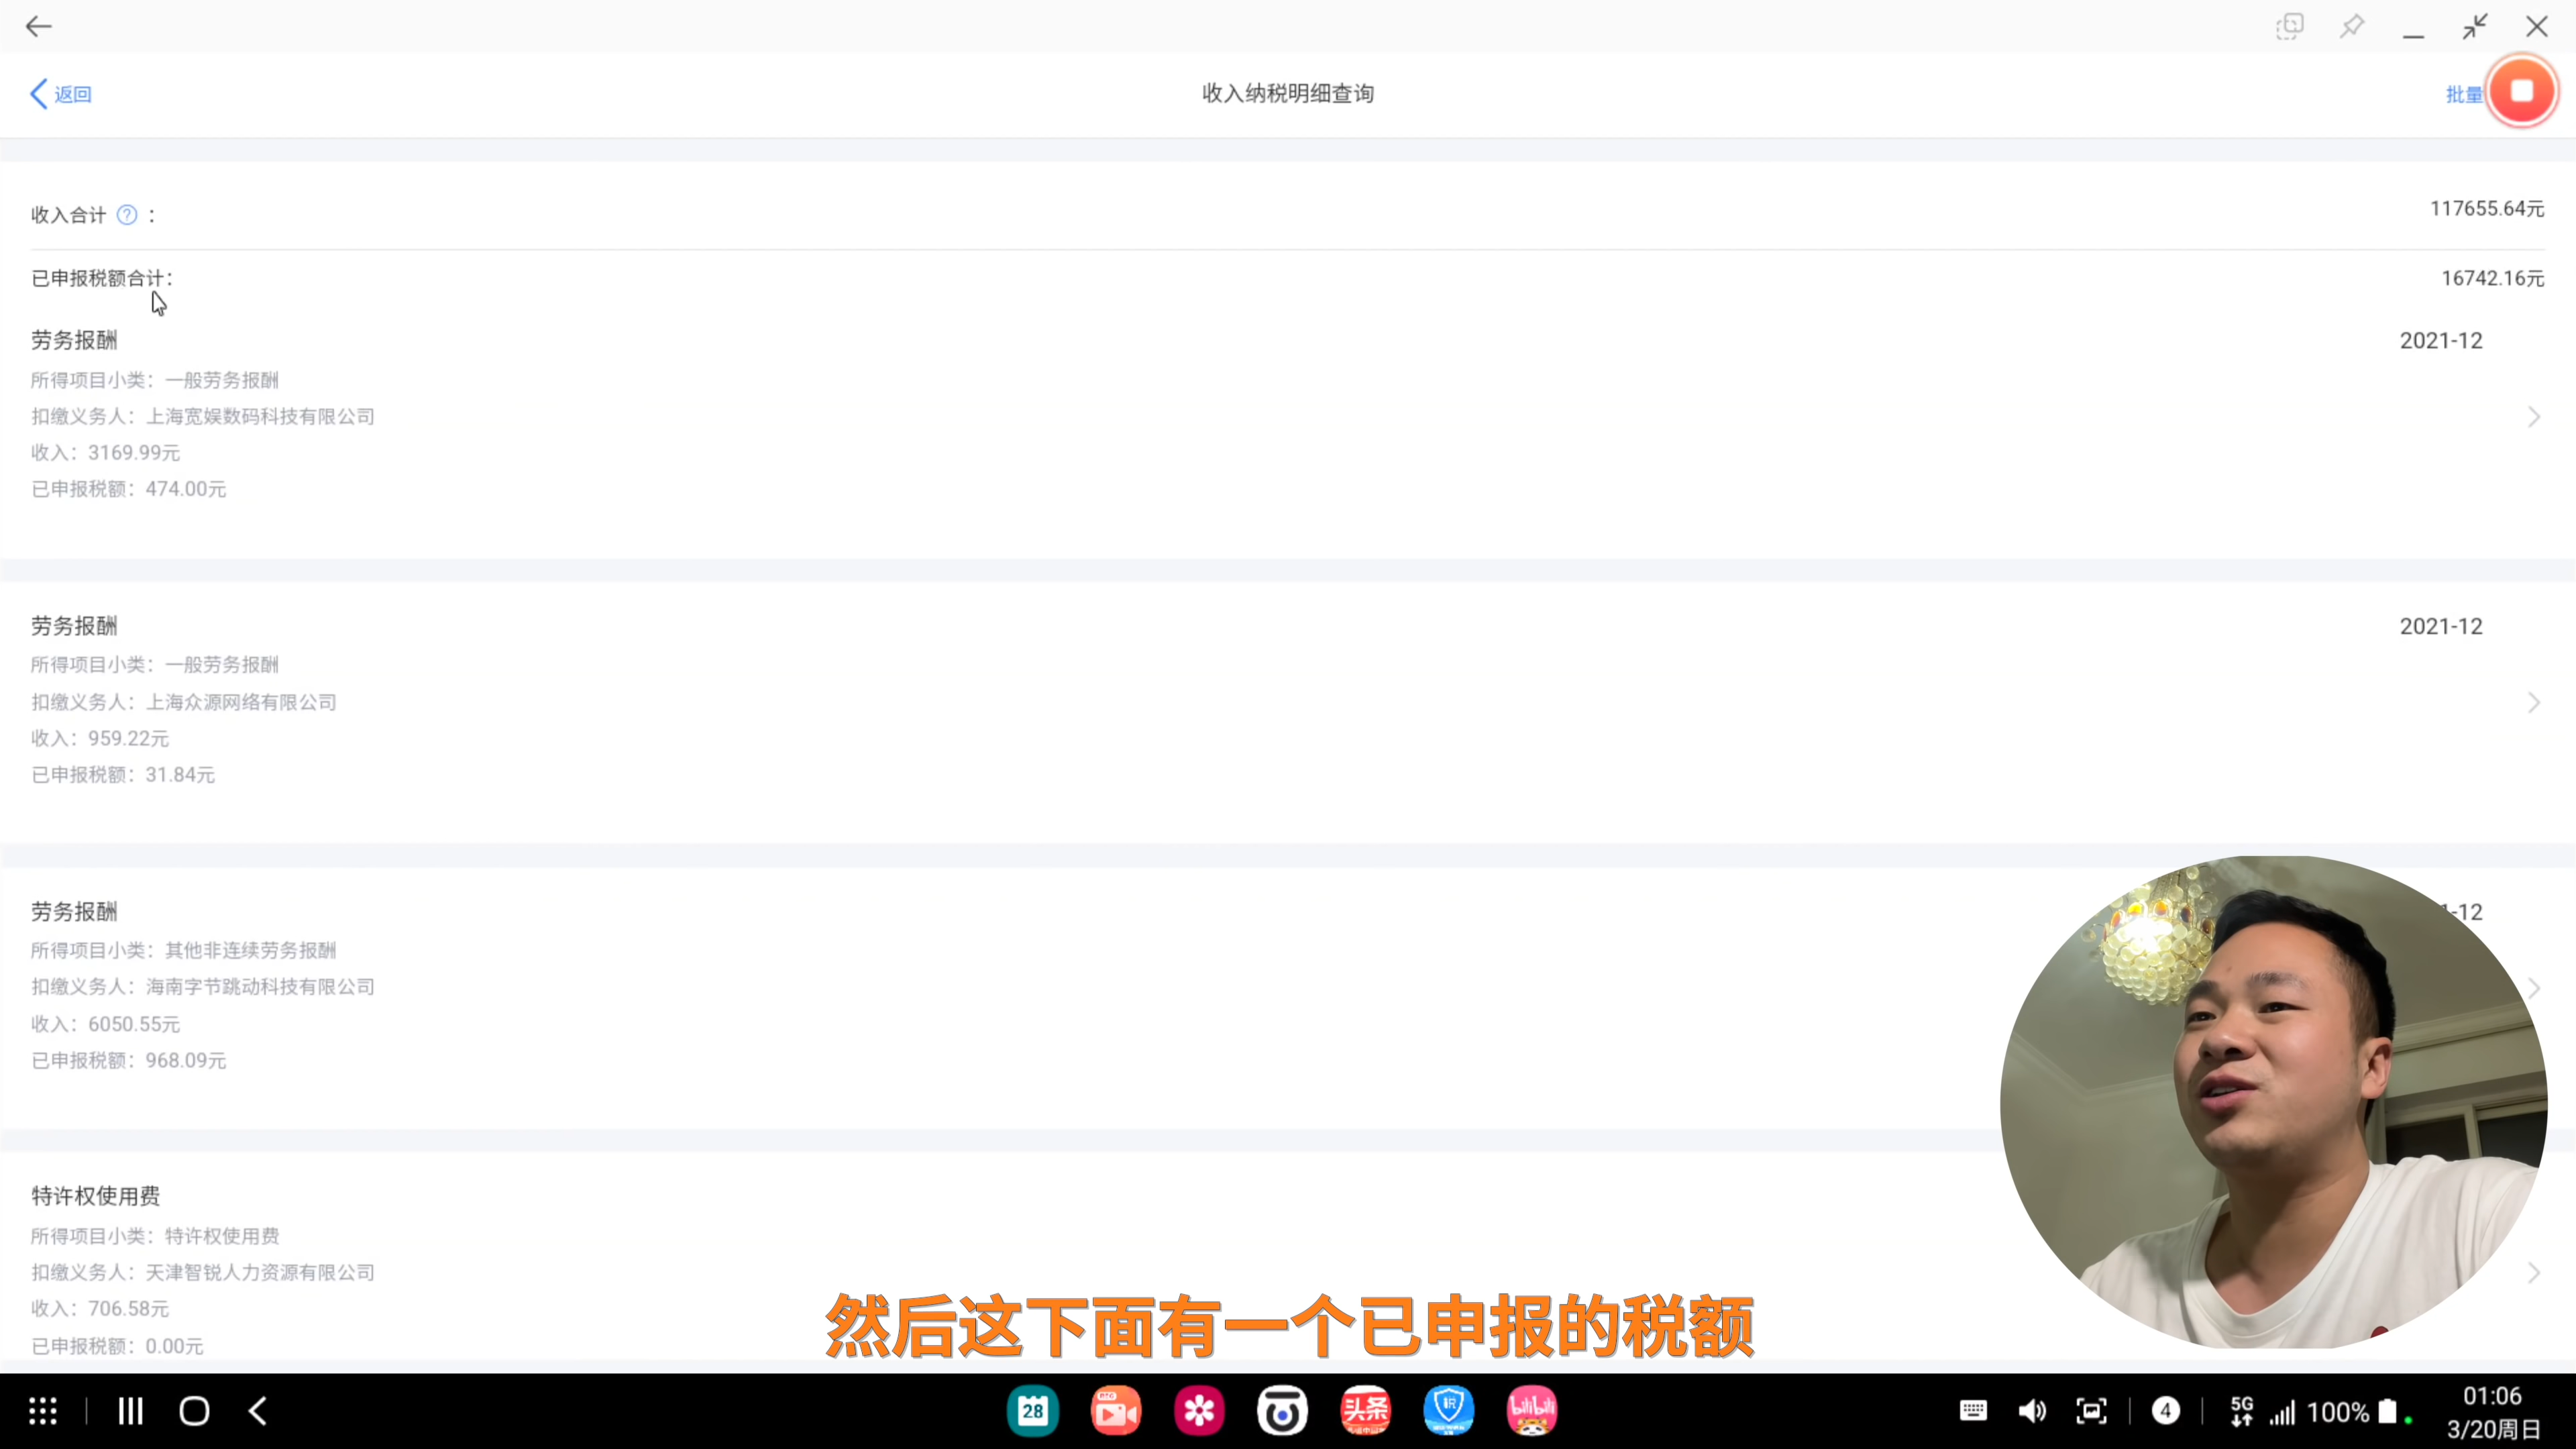 返回
收入纳税明细查询
批量
收入合计 ? :
117655.64元
已申报税额合计:
16742.16元
劳务报酬
2021-12
所得项目小类：一般劳务报酬
扣缴义务人：上海宽娱数码科技有限公司
收入：3169.99元
已申报税额：474.00元
劳务报酬
2021-12
所得项目小类：一般劳务报酬
扣缴义务人：上海众源网络有限公司
收入：959.22元
已申报税额：31.84元
劳务报酬
-12
所得项目小类：其他非连续劳务报酬
扣缴义务人：海南字节跳动科技有限公司
收入：6050.55元
已申报税额：968.09元
特许权使用费
所得项目小类：特许权使用费
扣缴义务人：天津智锐人力资源有限公司
收入：706.58元
已申报税额：0.00元
然后这下面有一个已申报的税额
28
头条
bilibili
4
5G
100%
01:06
3/20周日